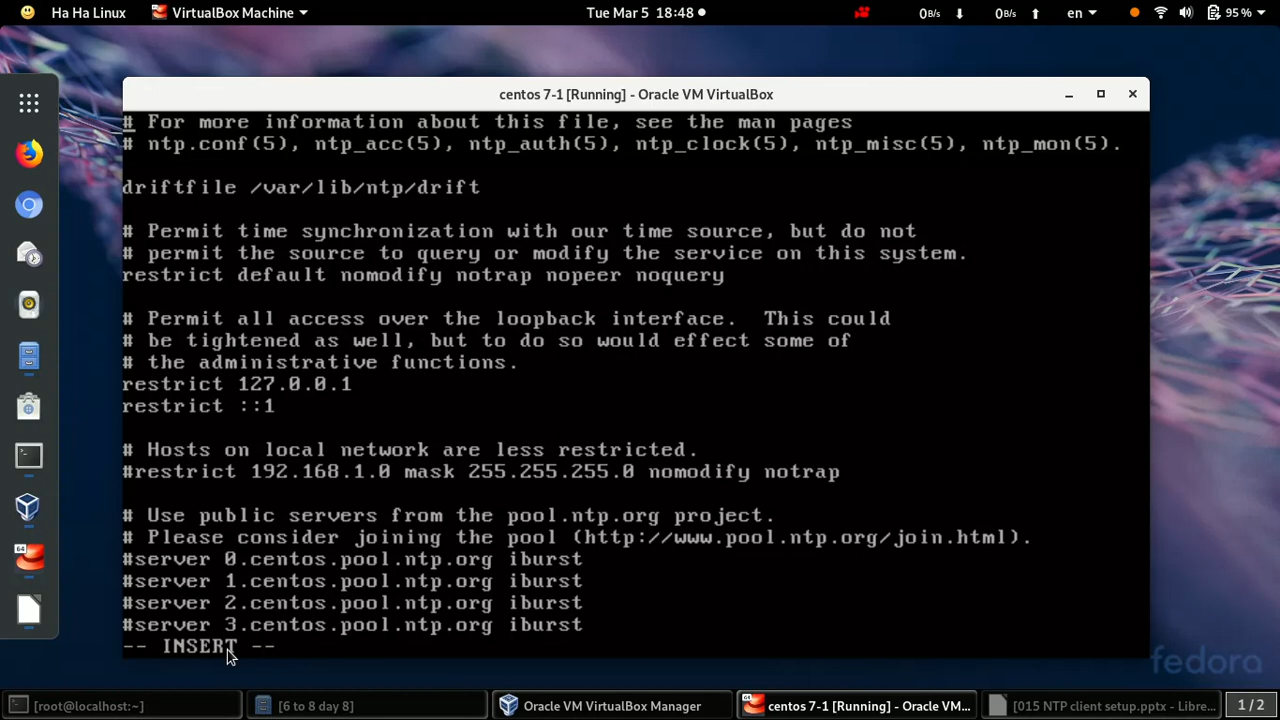 Ha Ha Linux
VirtualBox Machine
Tue Mar 5 18:48
0B/s
0B/s
en
95 %
centos 7-1 [Running] - Oracle VM VirtualBox
# For more information about this file, see the man pages
# ntp.conf(5), ntp_acc(5), ntp_auth(5), ntp_clock(5), ntp_misc(5), ntp_mon(5).
driftfile /var/lib/ntp/drift
# Permit time synchronization with our time source, but do not
# permit the source to query or modify the service on this system.
restrict default nomodify notrap nopeer noquery
# Permit all access over the loopback interface.  This could
# be tightened as well, but to do so would effect some of
# the administrative functions.
restrict 127.0.0.1
restrict ::1
# Hosts on local network are less restricted.
#restrict 192.168.1.0 mask 255.255.255.0 nomodify notrap
# Use public servers from the pool.ntp.org project.
# Please consider joining the pool (http://www.pool.ntp.org/join.html).
#server 0.centos.pool.ntp.org iburst
#server 1.centos.pool.ntp.org iburst
#server 2.centos.pool.ntp.org iburst
#server 3.centos.pool.ntp.org iburst
-- INSERT --
64
fedora
[root@localhost:~]
[6 to 8 day 8]
Oracle VM VirtualBox Manager
64
centos 7-1 [Running] - Oracle VM...
[015 NTP client setup.pptx - Libre...
1 / 2